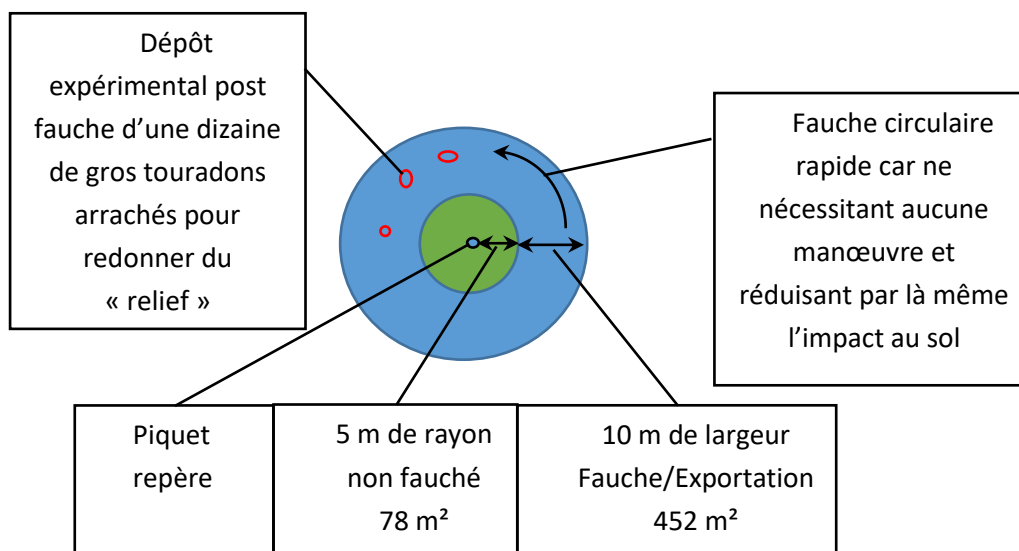 Dépôt
expérimental post
fauche d’une dizaine
de gros touradons
arrachés pour
redonner du
« relief »
Fauche circulaire
rapide car ne
nécessitant aucune
manœuvre et
réduisant par là même
l’impact au sol
Piquet
repère
5 m de rayon
non fauché
78 m²
10 m de largeur
Fauche/Exportation
452 m²